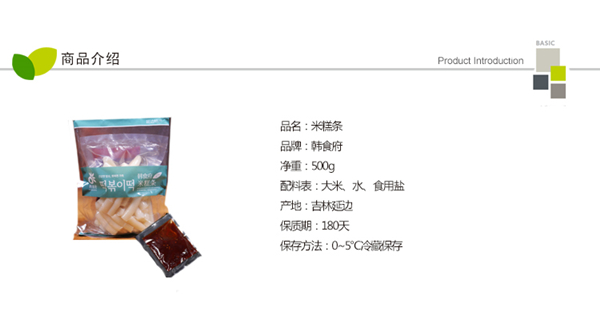 BASIC
商品介绍
Product Introduction
品名：米糕条
品牌：韩食府
净重：500g
配料表：大米、水、食用盐
产地：吉林延边
保质期：180天
保存方法：0~5℃冷藏保存
떡볶이떡